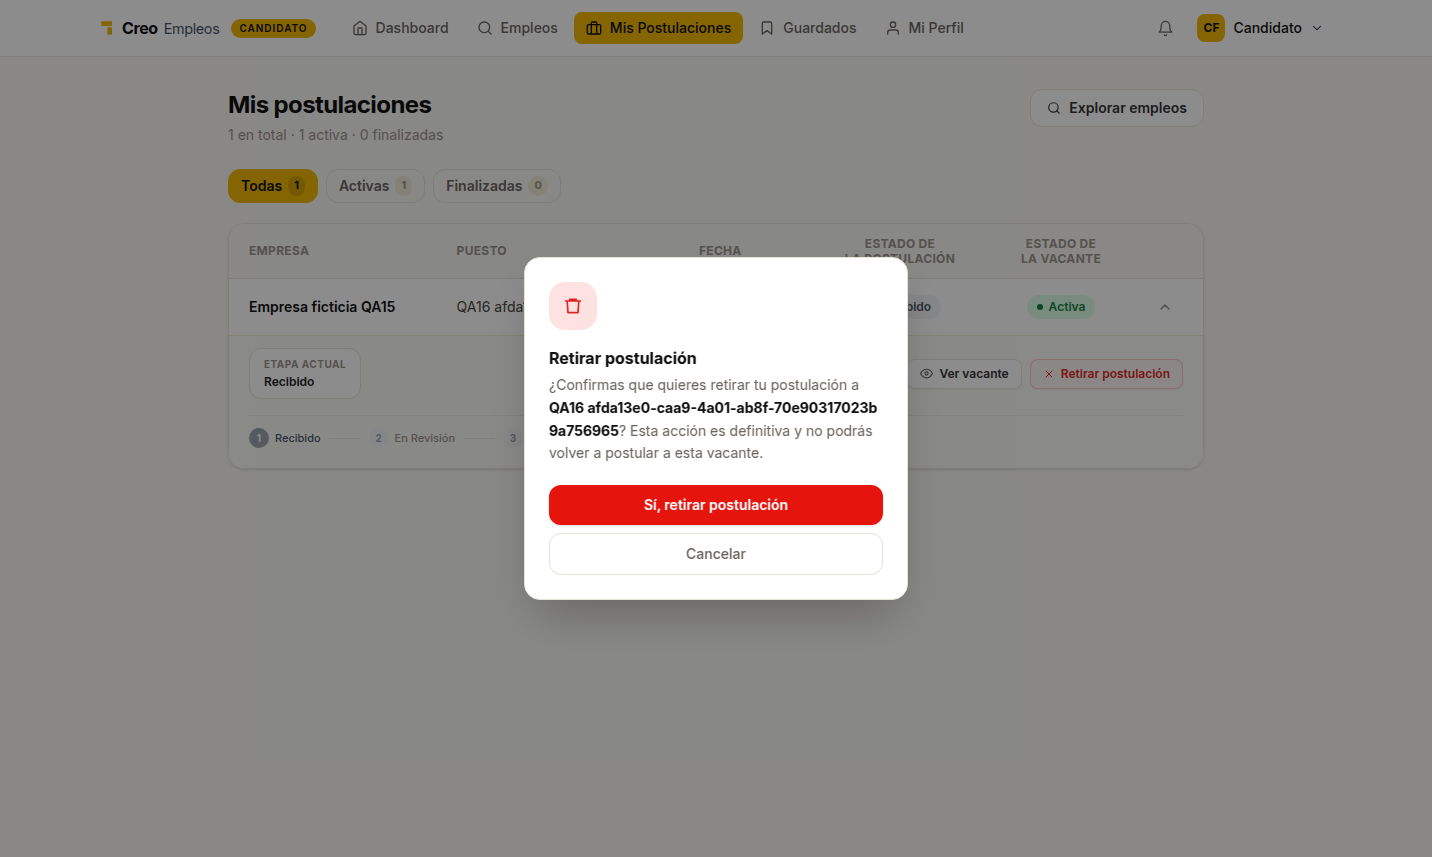 Creo Empleos CANDIDATO Dashboard Empleos Mis Postulaciones Guardados Mi Perfil CF Candidato
Mis postulaciones
Explorar empleos
1 en total · 1 activa · 0 finalizadas
Todas 1 Activas 1 Finalizadas 0
EMPRESA PUESTO FECHA ESTADO DE LA POSTULACIÓN ESTADO DE LA VACANTE
Empresa ficticia QA15 QA16 Activa
ETAPA ACTUAL
Recibido
Ver vacante Retirar postulación
1 Recibido 2 En Revisión 3
Retirar postulación
¿Confirmas que quieres retirar tu postulación a
QA16 afda13e0-caa9-4a01-ab8f-70e90317023b
9a756965? Esta acción es definitiva y no podrás
volver a postular a esta vacante.
Sí, retirar postulación
Cancelar